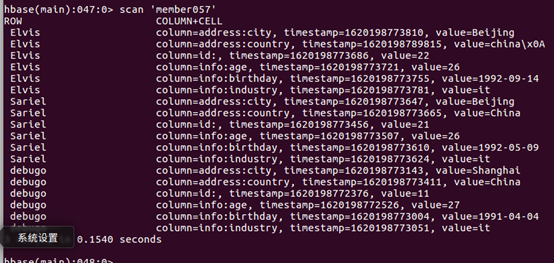 hbase(main):047:0> scan 'member057'
ROW COLUMN+CELL
Elvis column=address:city, timestamp=1620198773810, value=Beijing
Elvis column=address:country, timestamp=1620198789815, value=china\x0A
Elvis column=id:, timestamp=1620198773686, value=22
Elvis column=info:age, timestamp=1620198773721, value=26
Elvis column=info:birthday, timestamp=1620198773755, value=1992-09-14
Elvis column=info:industry, timestamp=1620198773781, value=it
Sariel column=address:city, timestamp=1620198773647, value=Beijing
Sariel column=address:country, timestamp=1620198773665, value=China
Sariel column=id:, timestamp=1620198773456, value=21
Sariel column=info:age, timestamp=1620198773507, value=26
Sariel column=info:birthday, timestamp=1620198773610, value=1992-05-09
Sariel column=info:industry, timestamp=1620198773624, value=it
debugo column=address:city, timestamp=1620198773143, value=Shanghai
debugo column=address:country, timestamp=1620198773411, value=China
debugo column=id:, timestamp=1620198772376, value=11
debugo column=info:age, timestamp=1620198772526, value=27
debugo column=info:birthday, timestamp=1620198773004, value=1991-04-04
debugo column=info:industry, timestamp=1620198773051, value=it
系统设置 0.1540 seconds
hbase(main):048:0>